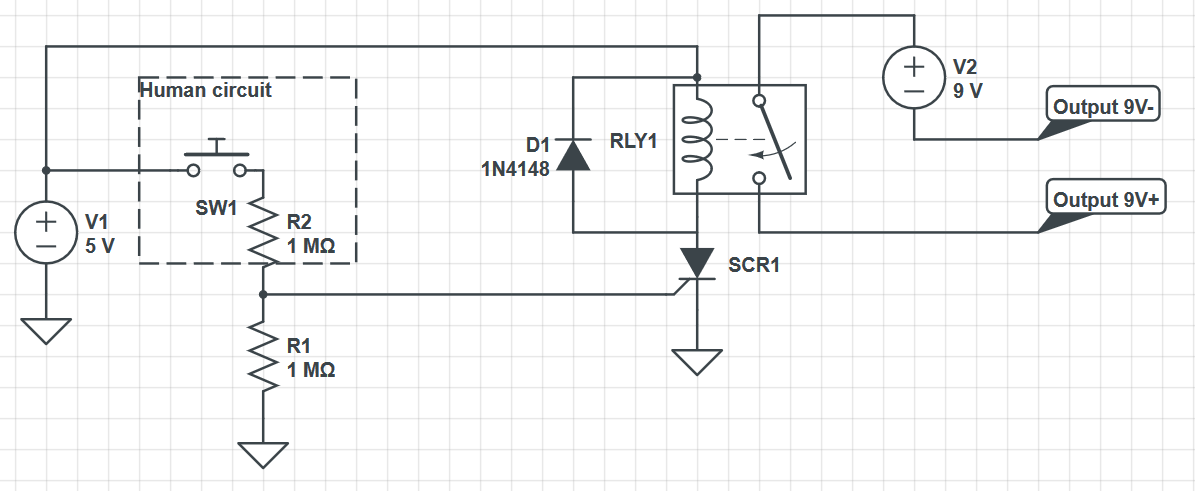 Human circuit
V2
9 V
Output 9V-
D1
1N4148
RLY1
SW1
V1
5 V
R2
1 MΩ
Output 9V+
SCR1
R1
1 MΩ